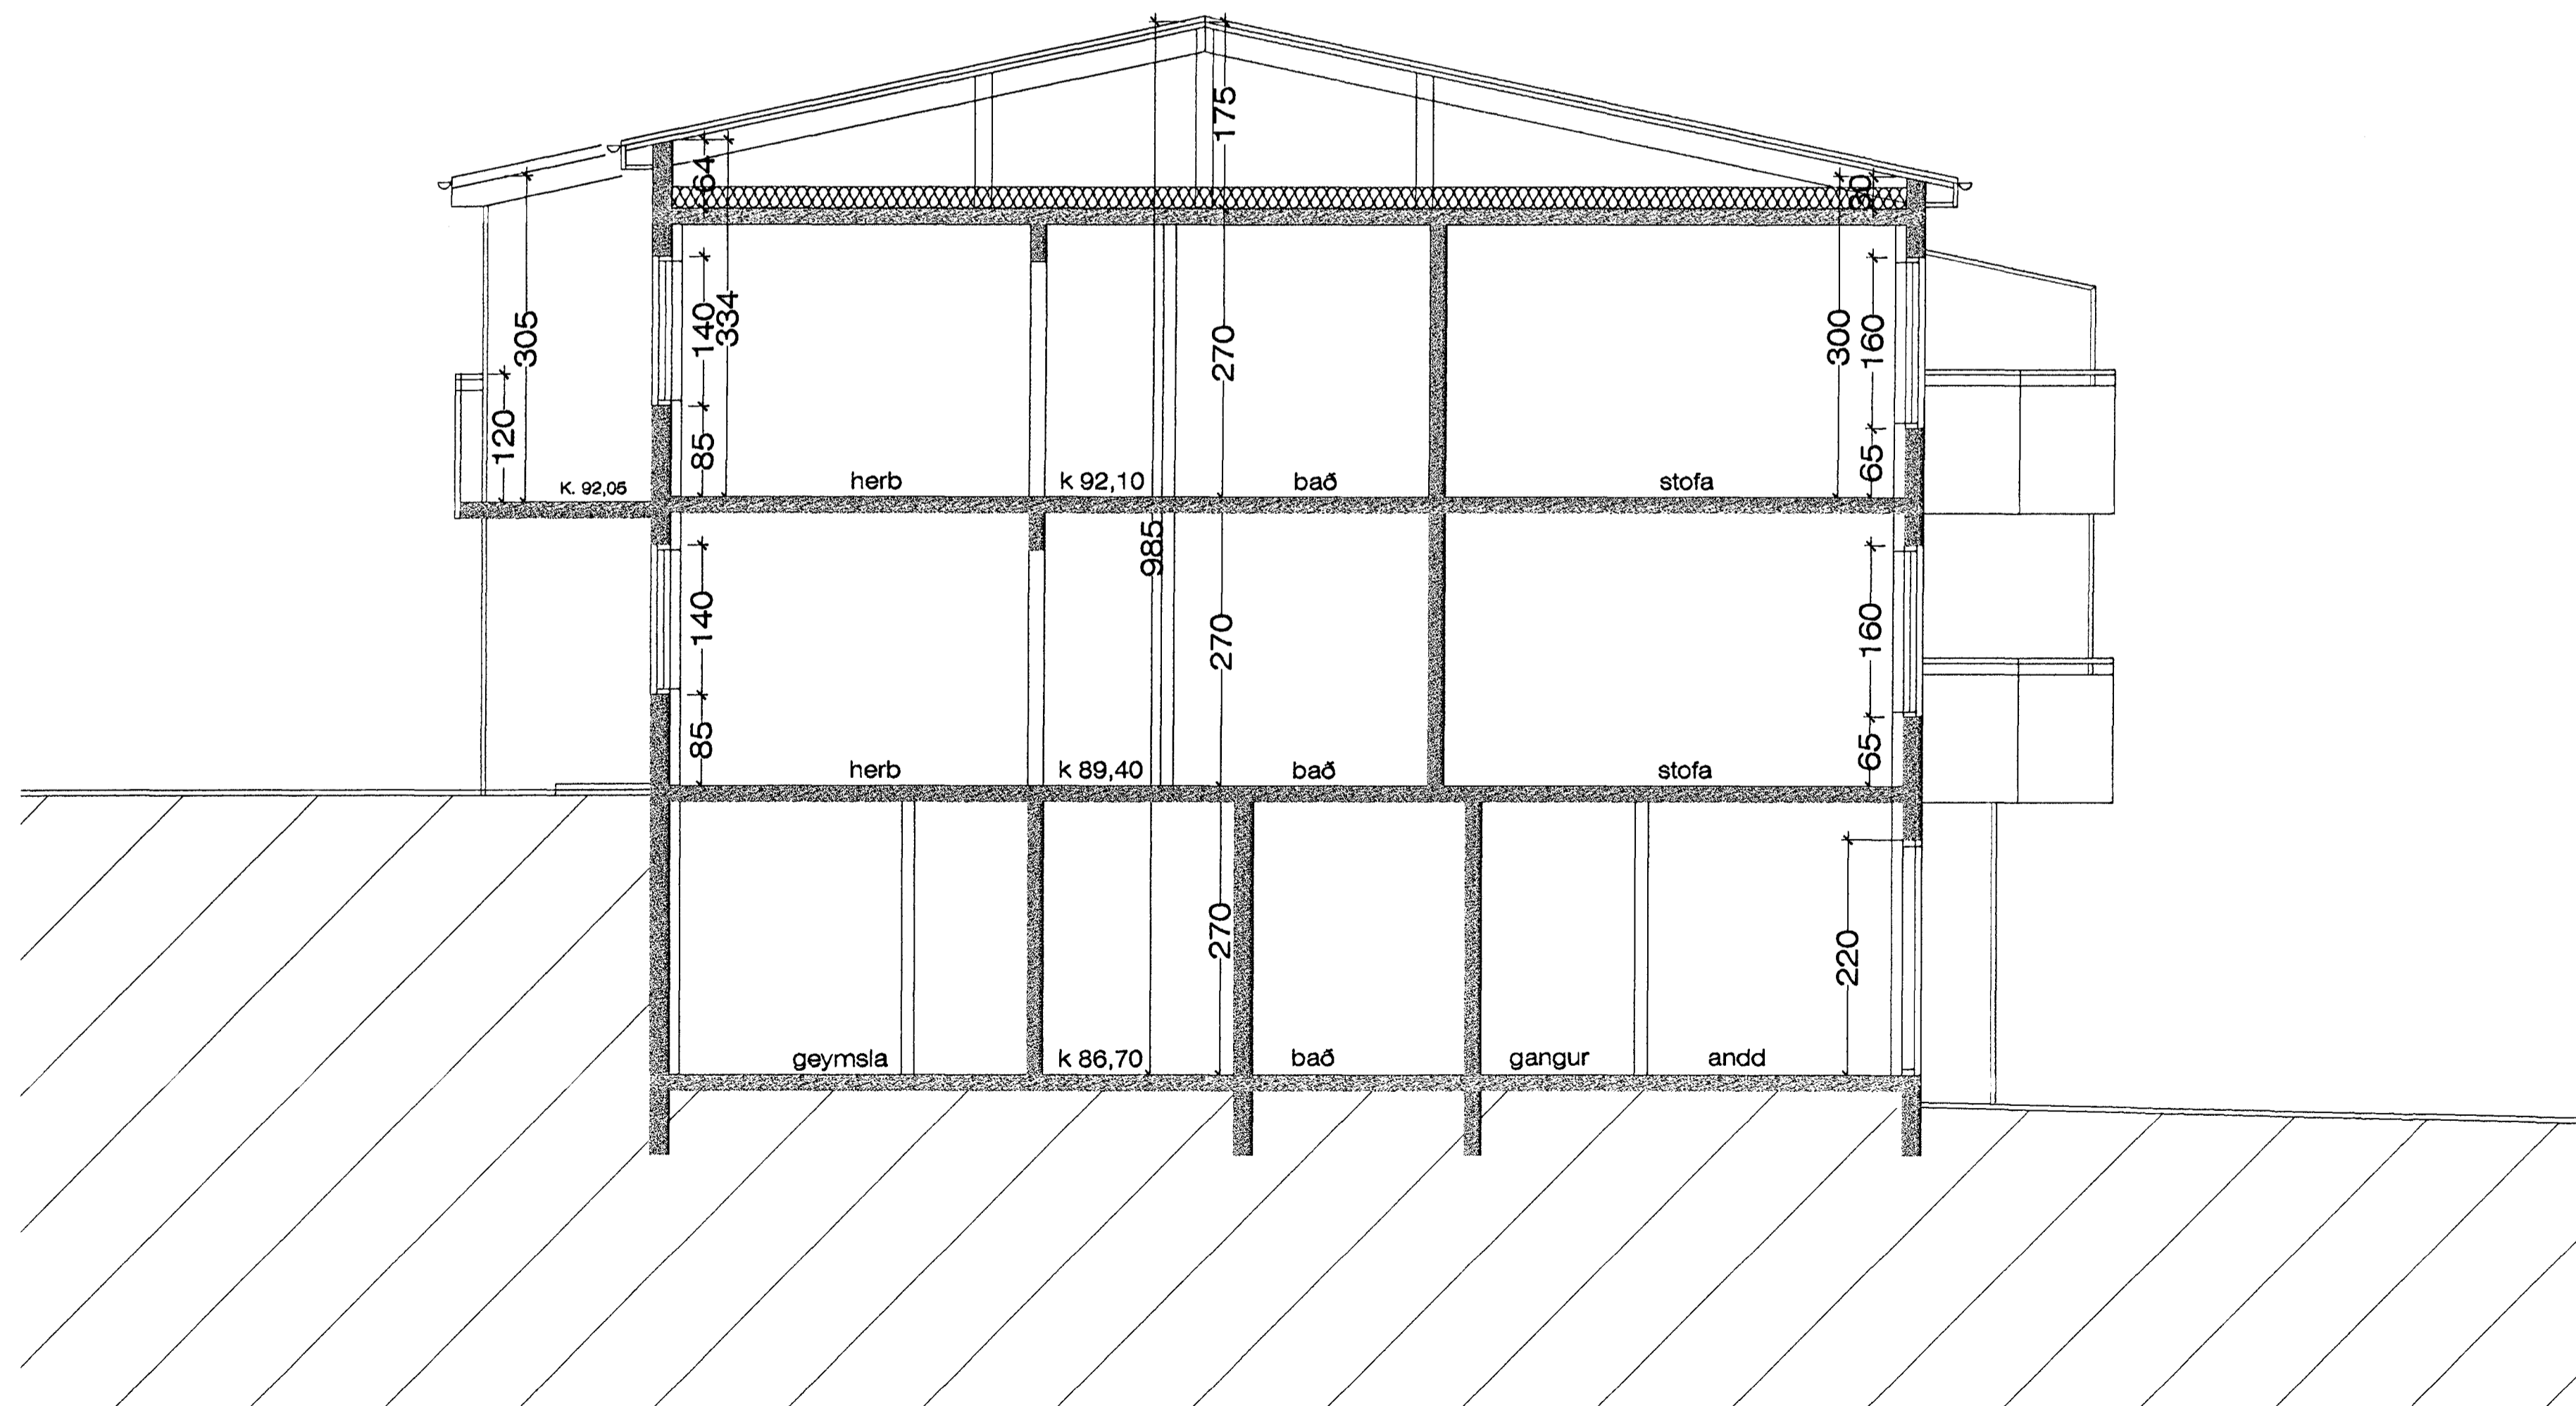 175
64
30
140
334
305
270
300
160
120
85
65
K. 92,05
herb
k 92,10
bað
stofa
985
140
270
160
85
65
herb
k 89,40
bað
stofa
270
220
geymsla
k 86,70
bað
gangur
andd